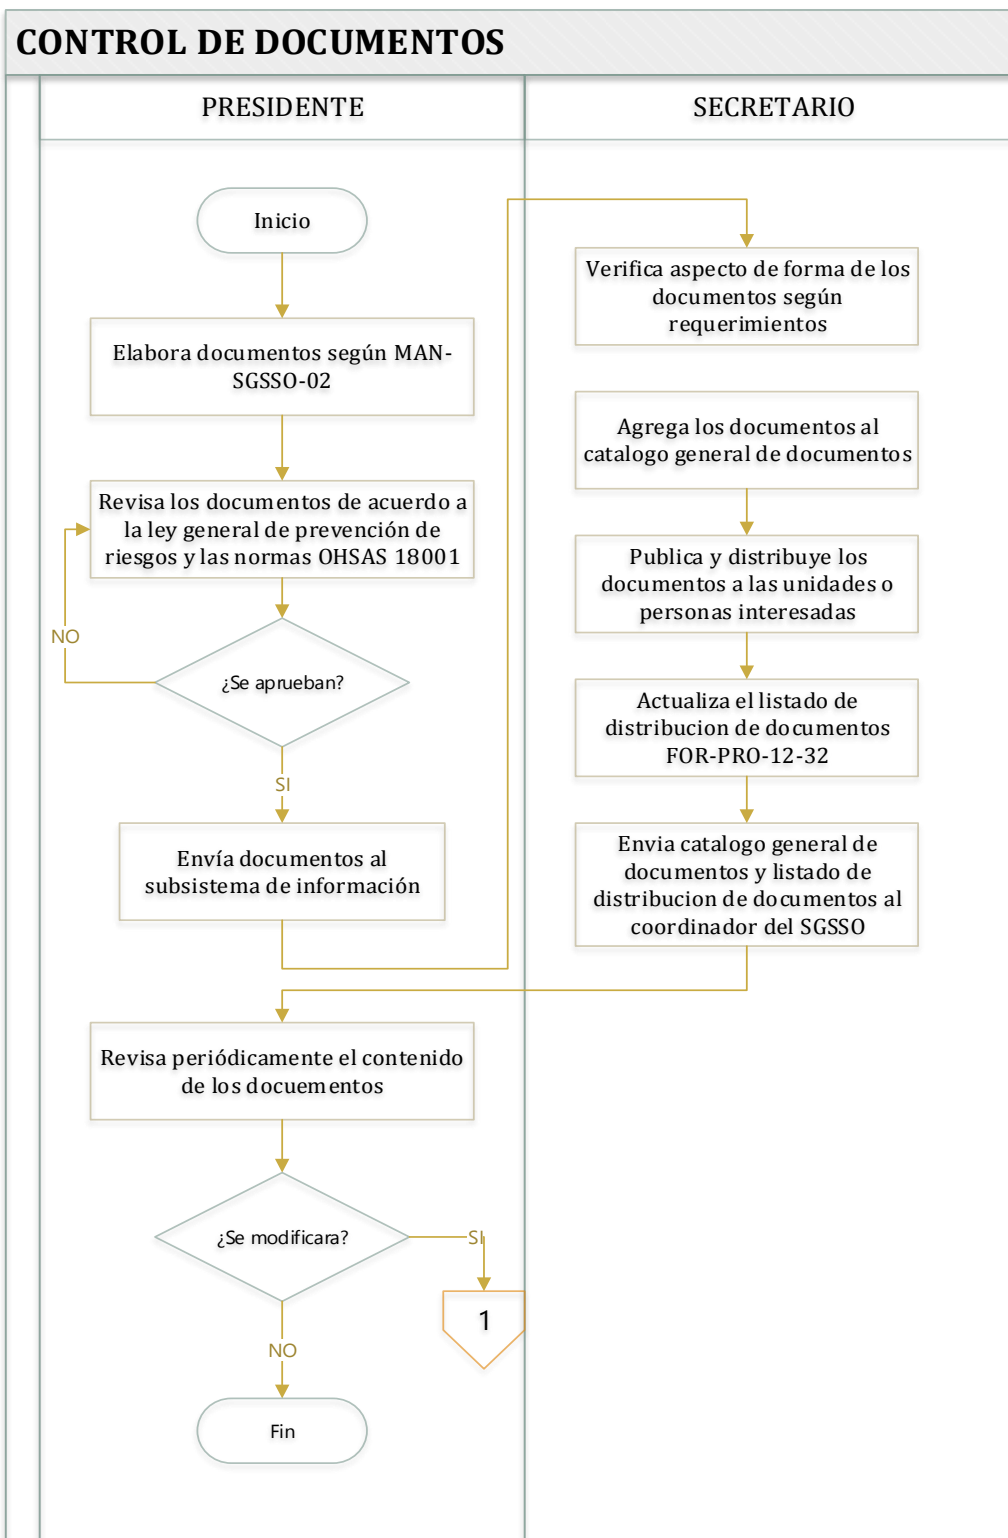 CONTROL DE DOCUMENTOS
PRESIDENTE
SECRETARIO
Inicio
Elabora documentos según MAN-
SGSSO-02
Revisa los documentos de acuerdo a
la ley general de prevención de
riesgos y las normas OHSAS 18001
NO
¿Se aprueban?
SI
Envía documentos al
subsistema de información
Verifica aspecto de forma de los
documentos según
requerimientos
Agrega los documentos al
catalogo general de documentos
Publica y distribuye los
documentos a las unidades o
personas interesadas
Actualiza el listado de
distribucion de documentos
FOR-PRO-12-32
Envia catalogo general de
documentos y listado de
distribucion de documentos al
coordinador del SGSSO
Revisa periódicamente el contenido
de los docuementos
¿Se modificara?
SI
1
NO
Fin